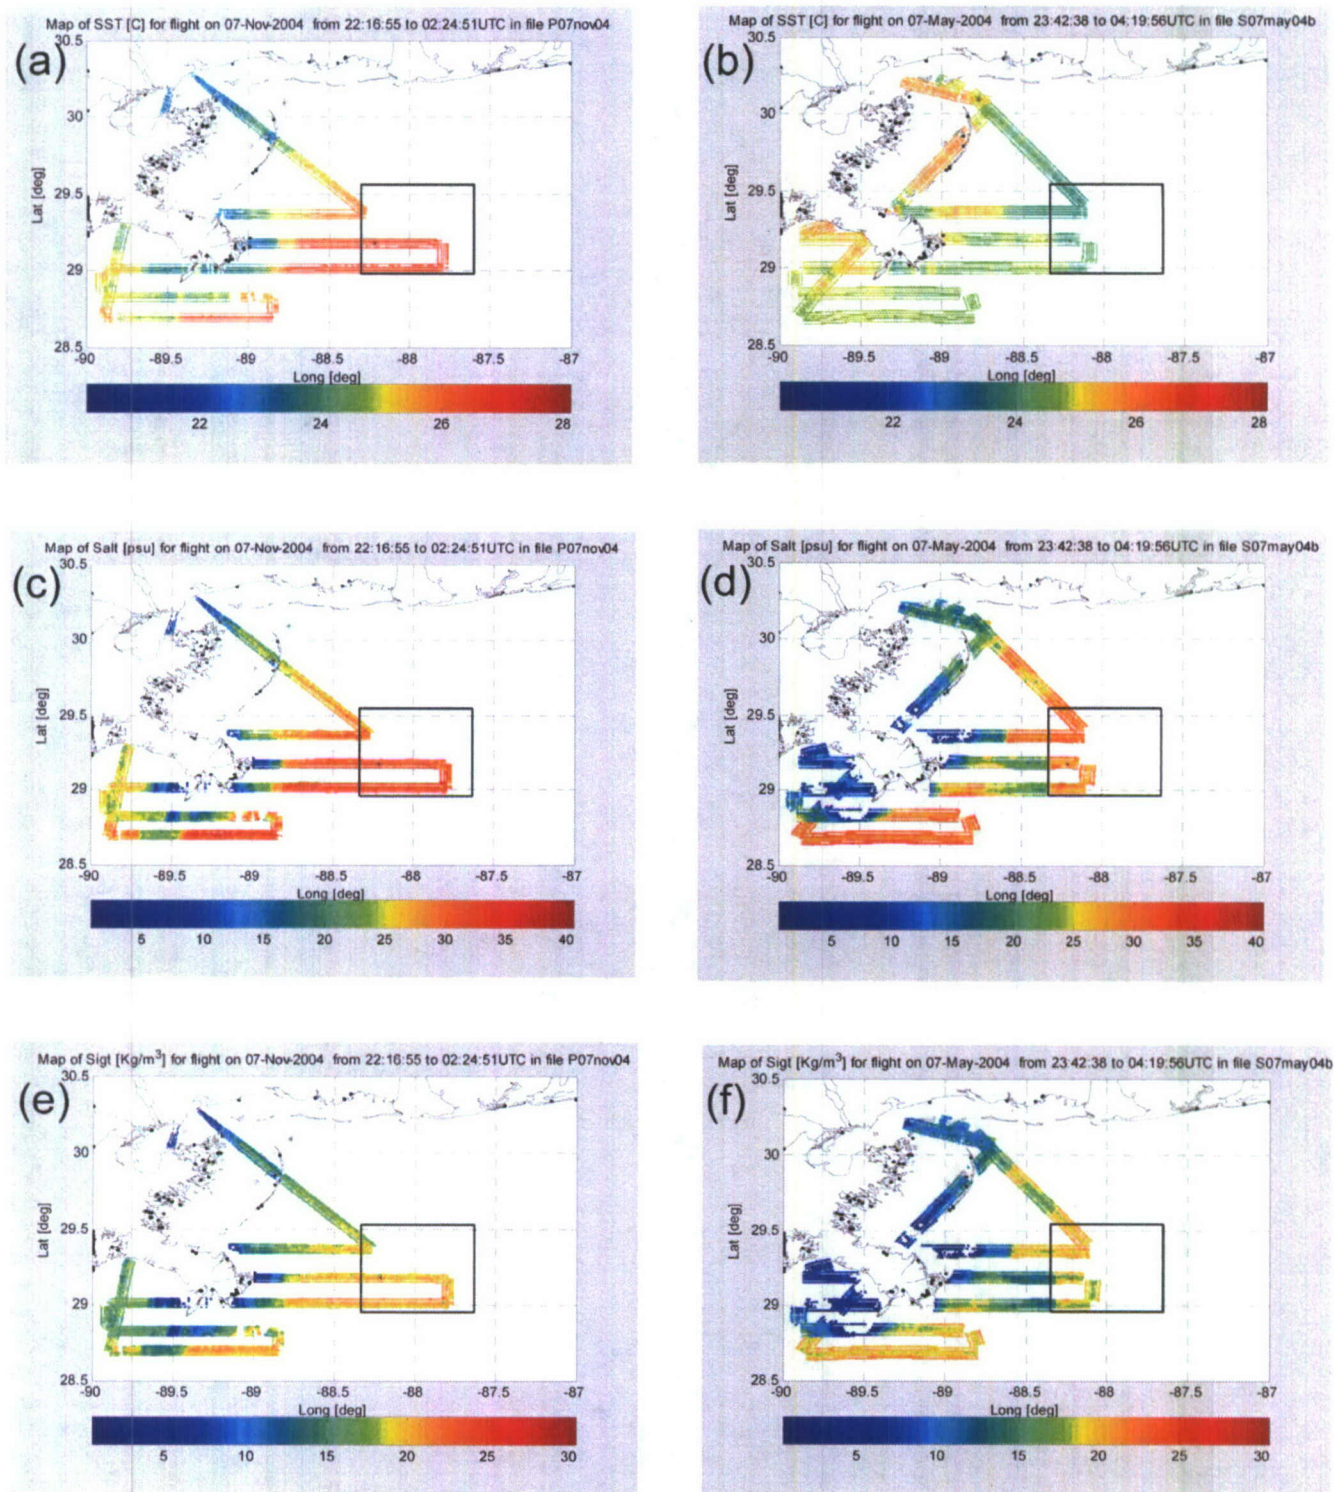 Map of SST [C] for flight on 07-Nov-2004 from 22:16:55 to 02:24:51UTC in file P07nov04
(a)
30.5
30
29.5
29
28.5
Lat [deg]
-90 -89.5 -89 -88.5 -88 -87.5 -87
Long [deg]
22 24 26 28
Map of SST [C] for flight on 07-May-2004 from 23:42:38 to 04:19:56UTC in file S07may04b
(b)
30.5
30
29.5
29
28.5
Lat [deg]
-90 -89.5 -89 -88.5 -88 -87.5 -87
Long [deg]
22 24 26 28
Map of Salt [psu] for flight on 07-Nov-2004 from 22:16:55 to 02:24:51UTC in file P07nov04
(c)
30.5
30
29.5
29
28.5
Lat [deg]
-90 -89.5 -89 -88.5 -88 -87.5 -87
Long [deg]
5 10 15 20 25 30 35 40
Map of Salt [psu] for flight on 07-May-2004 from 23:42:38 to 04:19:56UTC in file S07may04b
(d)
30.5
30
29.5
29
28.5
Lat [deg]
-90 -89.5 -89 -88.5 -88 -87.5 -87
Long [deg]
5 10 15 20 25 30 35 40
Map of Sigt [Kg/m³] for flight on 07-Nov-2004 from 22:16:55 to 02:24:51UTC in file P07nov04
(e)
30.5
30
29.5
29
28.5
Lat [deg]
-90 -89.5 -89 -88.5 -88 -87.5 -87
Long [deg]
5 10 15 20 25 30
Map of Sigt [Kg/m³] for flight on 07-May-2004 from 23:42:38 to 04:19:56UTC in file S07may04b
(f)
30.5
30
29.5
29
28.5
Lat [deg]
-90 -89.5 -89 -88.5 -88 -87.5 -87
Long [deg]
5 10 15 20 25 30